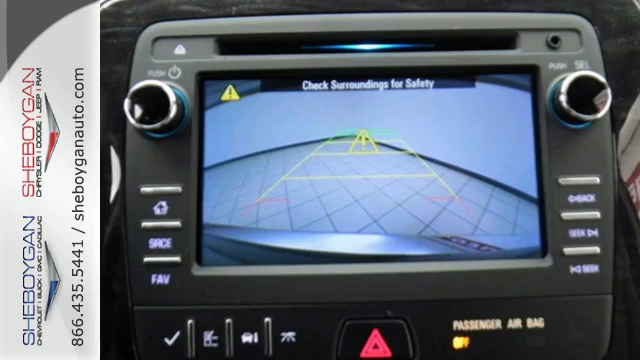 SHEBOYGAN
CHRYSLER | DODGE | JEEP | RAM
SHEBOYGAN
CHEVROLET | BUICK | GMC | CADILLAC
866.435.5441 / sheboyganauto.com
PUSH
PUSH SEL
Check Surroundings for Safety
BACK
SRCE
SEEK
FAV
SEEK
PASSENGER AIR BAG
OFF